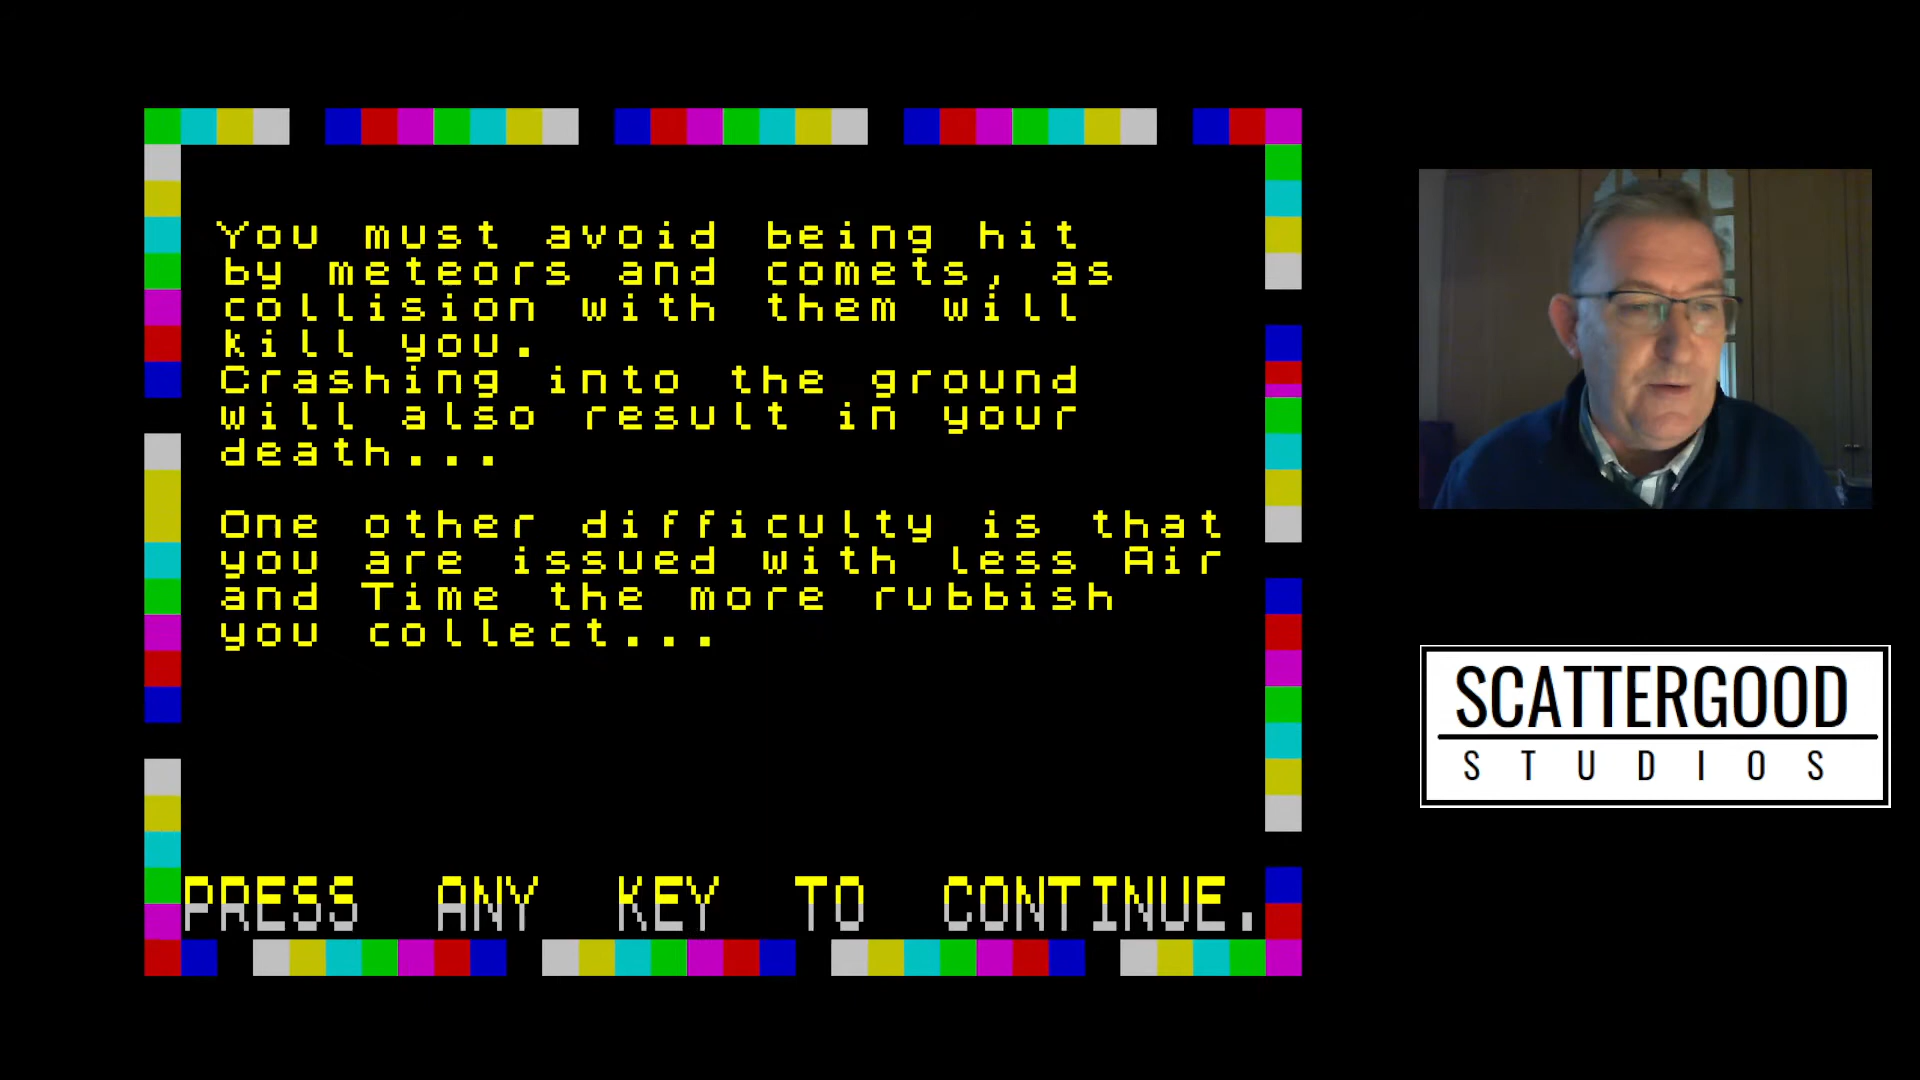 You must avoid being hit
by meteors and comets, as
collision with them will
kill you.
Crashing into the ground
will also result in your
death...
One other difficulty is that
you are issued with less Air
and Time the more rubbish
you collect...
PRESS ANY KEY TO CONTINUE.
SCATTERGOOD
STUDIOS